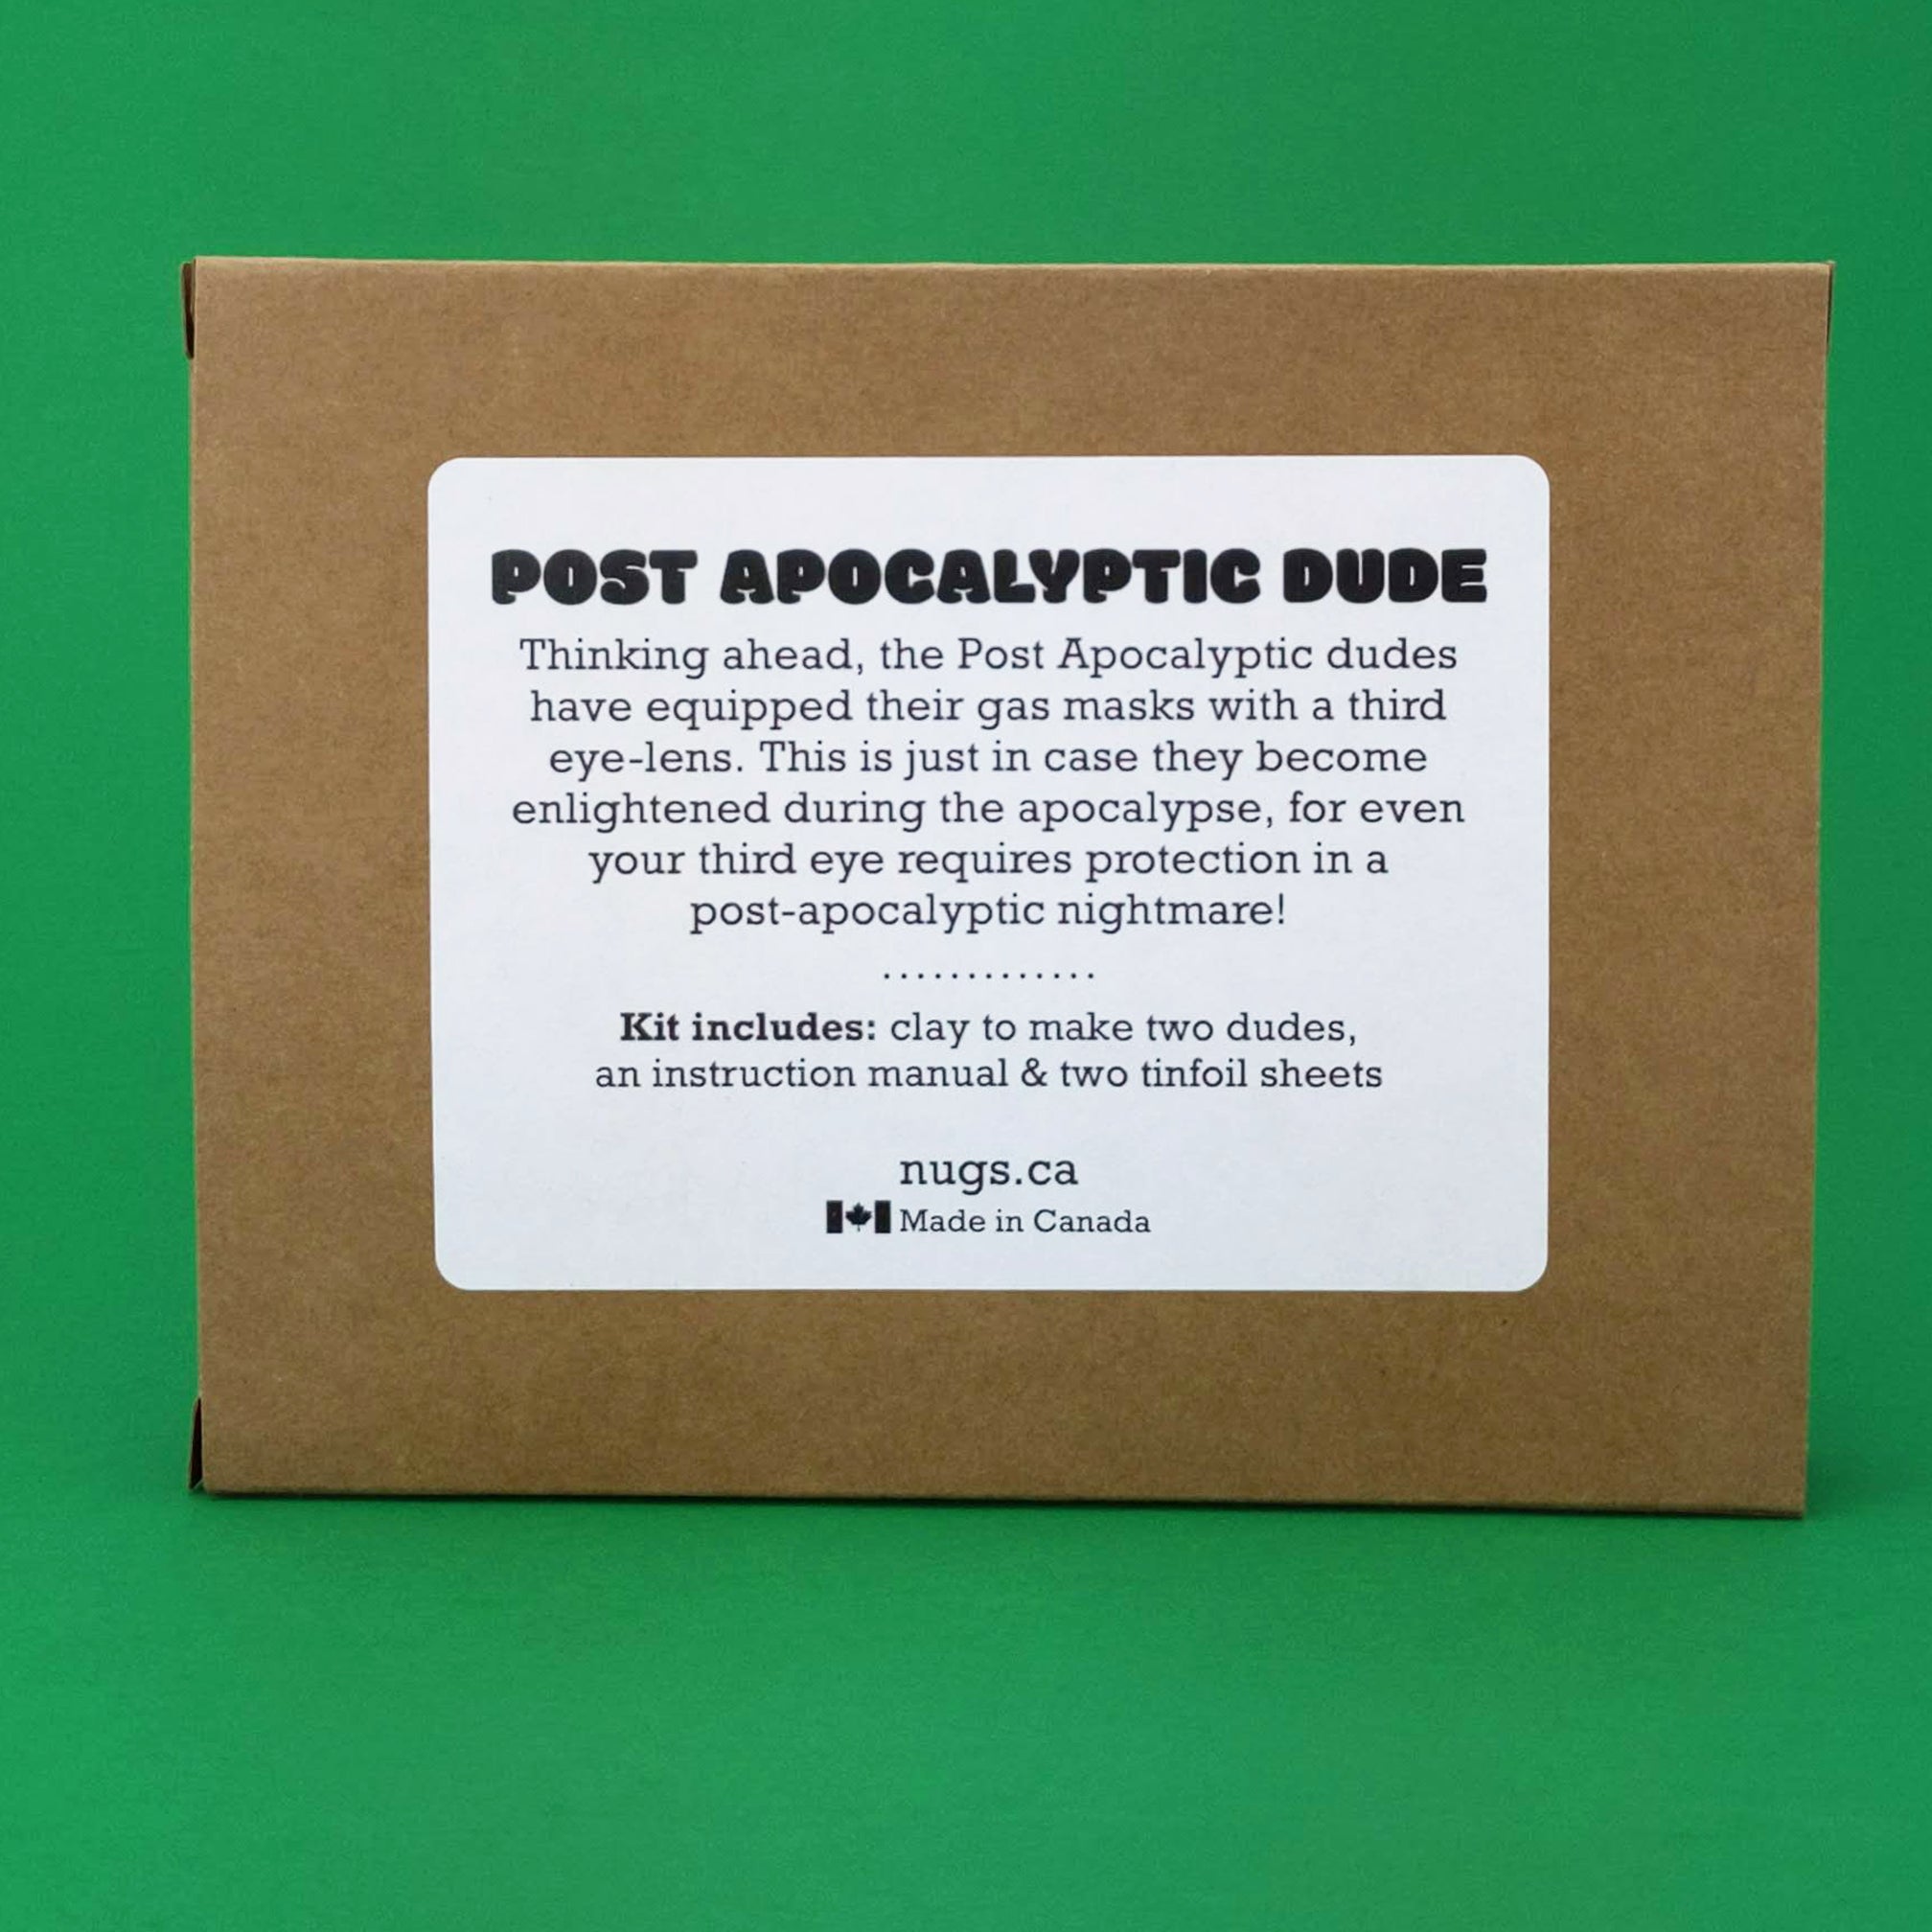 POST APOCALYPTIC DUDE
Thinking ahead, the Post Apocalyptic dudes
have equipped their gas masks with a third
eye-lens. This is just in case they become
enlightened during the apocalypse, for even
your third eye requires protection in a
post-apocalyptic nightmare!
.............
Kit includes: clay to make two dudes,
an instruction manual & two tinfoil sheets
nugs.ca
Made in Canada